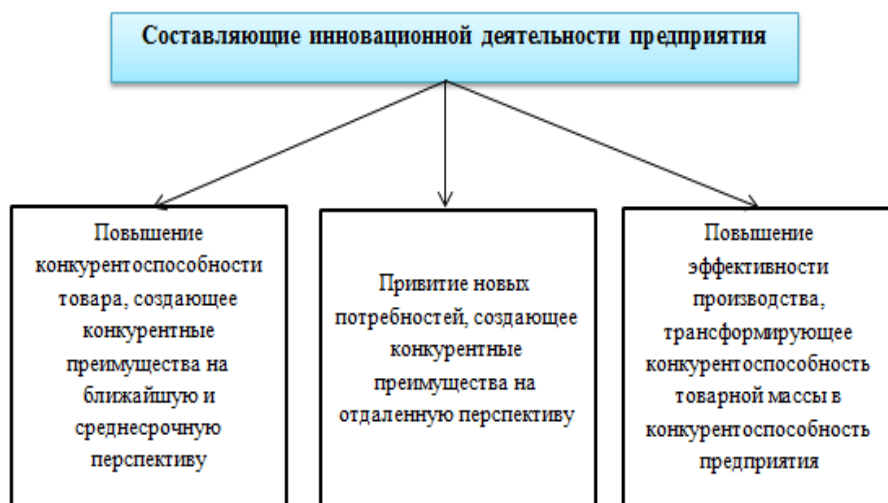 Составляющие инновационной деятельности предприятия
Повышение
конкурентоспособности
товара, создающее
конкурентные
преимущества на
ближайшую и
среднесрочную
перспективу
Привитие новых
потребностей, создающее
конкурентные
преимущества на
отдаленную перспективу
Повышение
эффективности
производства,
трансформирующее
конкурентоспособность
товарной массы в
конкурентоспособность
предприятия